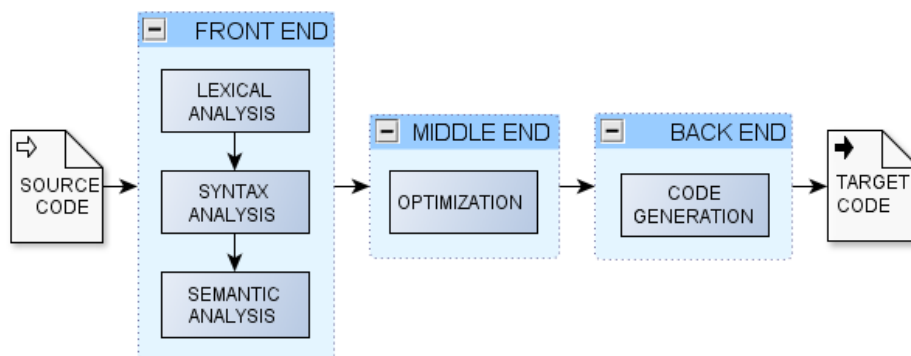 SOURCE
CODE
FRONT END
LEXICAL
ANALYSIS
SYNTAX
ANALYSIS
SEMANTIC
ANALYSIS
MIDDLE END
OPTIMIZATION
BACK END
CODE
GENERATION
TARGET
CODE